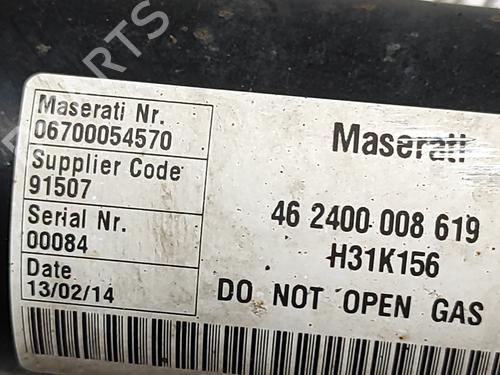 PARTS
Maserati Nr.
06700054570
Supplier Code
91507
Serial Nr.
00084
Date
13/02/14
Maserati
46 2400 008 619
H31K156
DO NOT OPEN GAS